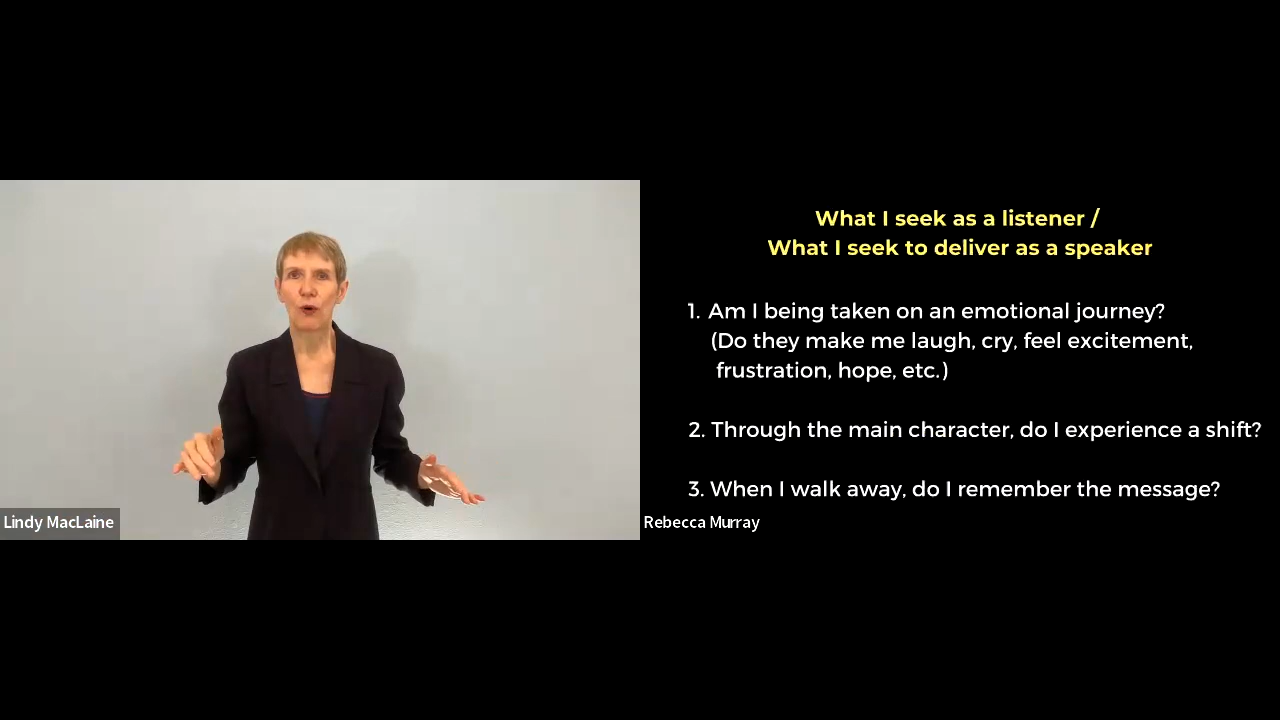 What I seek as a listener /
What I seek to deliver as a speaker
1. Am I being taken on an emotional journey?
(Do they make me laugh, cry, feel excitement,
frustration, hope, etc.)
2. Through the main character, do I experience a shift?
3. When I walk away, do I remember the message?
Lindy MacLaine
Rebecca Murray